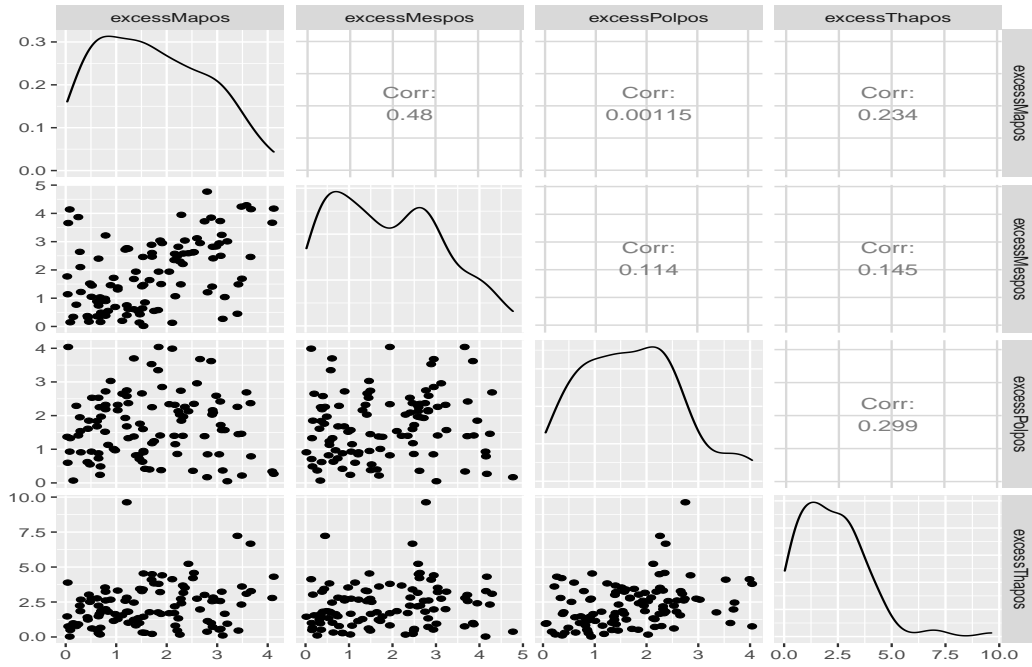 excessMapos excessMespos excessPolpos excessThapos
0.3
0.2
0.1
0.0
Corr:
0.48
Corr:
0.00115
Corr:
0.234
excessMapos
5
4
3
2
1
0
Corr:
0.114
Corr:
0.145
excessMespos
4
3
2
1
0
Corr:
0.299
excessPolpos
10.0
7.5
5.0
2.5
0.0
excessThapos
0 1 2 3 4 0 1 2 3 4 5 0 1 2 3 4 0.0 2.5 5.0 7.5 10.0